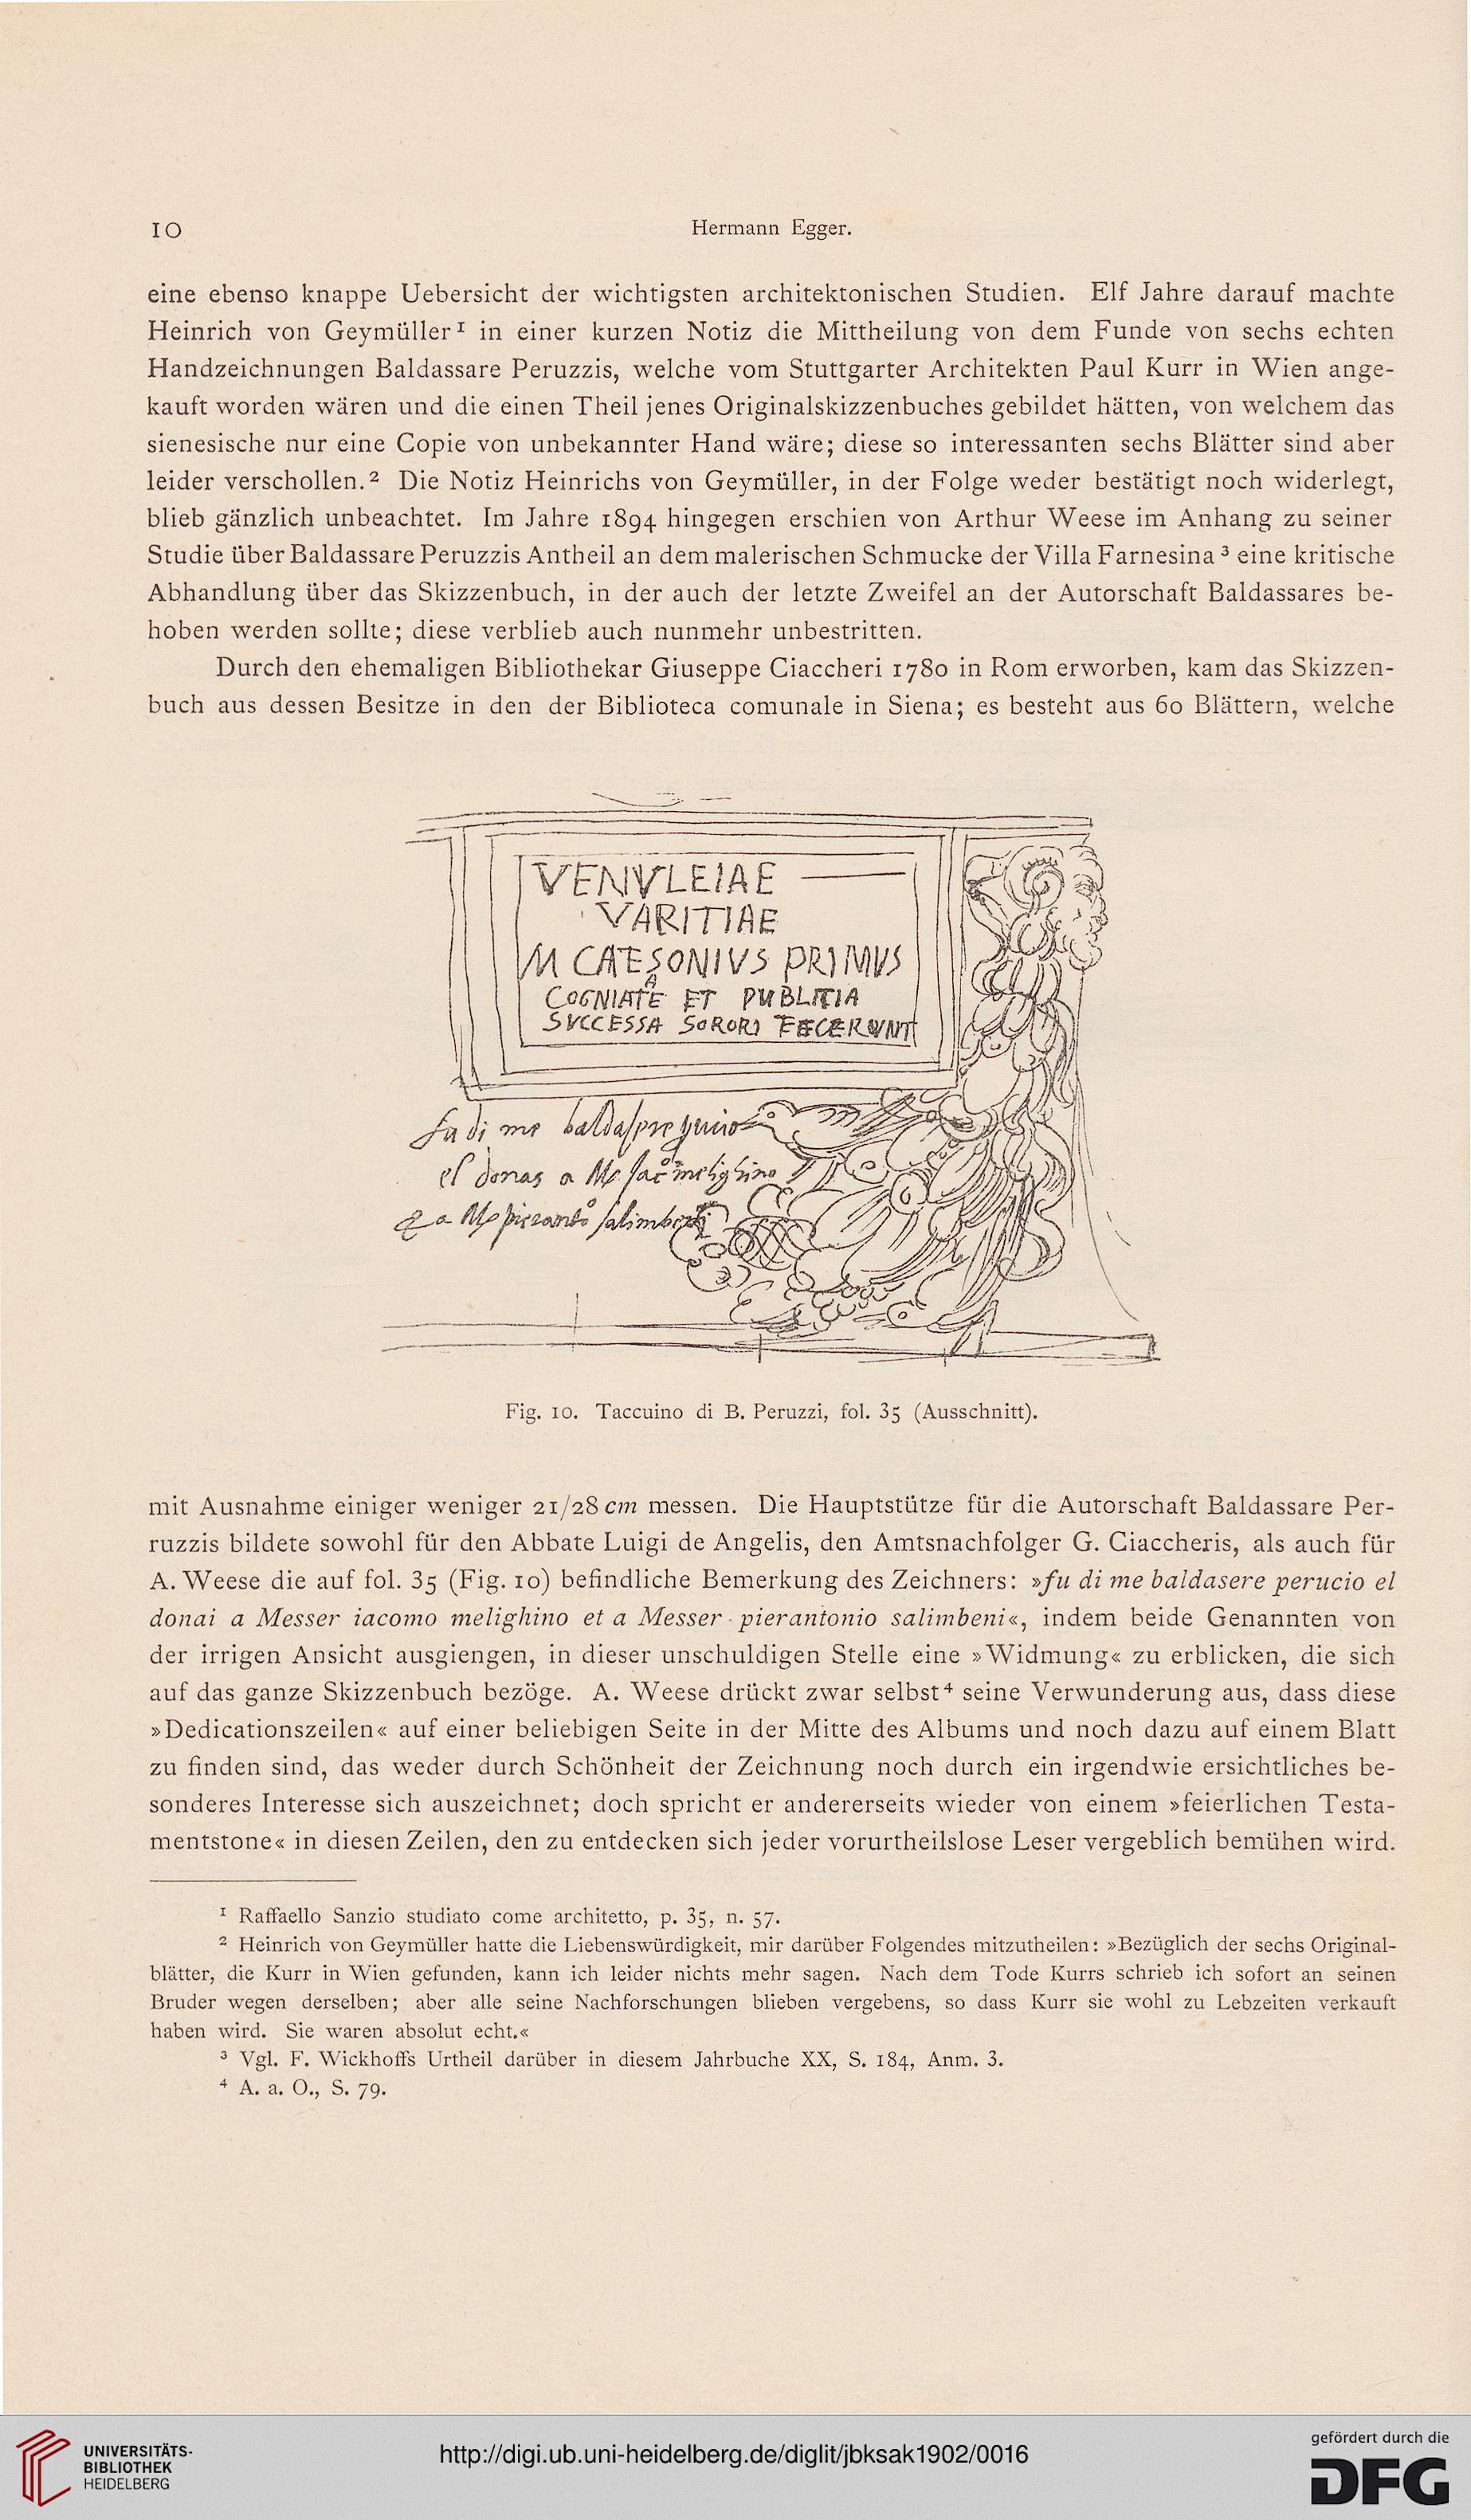 10
Hermann Egger.
eine ebenso knappe Uebersicht der wichtigsten architektonischen Studien. Elf Jahre darauf machte
Heinrich von Geymüller¹ in einer kurzen Notiz die Mittheilung von dem Funde von sechs echten
Handzeichnungen Baldassare Peruzzis, welche vom Stuttgarter Architekten Paul Kurr in Wien ange-
kauft worden wären und die einen Theil jenes Originalskizzenbuches gebildet hätten, von welchem das
sienesische nur eine Copie von unbekannter Hand wäre; diese so interessanten sechs Blätter sind aber
leider verschollen.² Die Notiz Heinrichs von Geymüller, in der Folge weder bestätigt noch widerlegt,
blieb gänzlich unbeachtet. Im Jahre 1894 hingegen erschien von Arthur Weese im Anhang zu seiner
Studie über Baldassare Peruzzis Antheil an dem malerischen Schmucke der Villa Farnesina³ eine kritische
Abhandlung über das Skizzenbuch, in der auch der letzte Zweifel an der Autorschaft Baldassares be-
hoben werden sollte; diese verblieb auch nunmehr unbestritten.
Durch den ehemaligen Bibliothekar Giuseppe Ciaccheri 1780 in Rom erworben, kam das Skizzen-
buch aus dessen Besitze in den der Biblioteca comunale in Siena; es besteht aus 60 Blättern, welche
VENVLEIAE
VARITIAE
M CAESONIVS PRIMVS
COGNIATE ET PUBLITIA
SVCCESSA SORORI FECERVNT
fu di me
el donas a
Fig. 10. Taccuino di B. Peruzzi, fol. 35 (Ausschnitt).
mit Ausnahme einiger weniger 21/28 cm messen. Die Hauptstütze für die Autorschaft Baldassare Per-
ruzzis bildete sowohl für den Abbate Luigi de Angelis, den Amtsnachfolger G. Ciaccheris, als auch für
A. Weese die auf fol. 35 (Fig. 10) befindliche Bemerkung des Zeichners: »fu di me baldasere perucio el
donai a Messer iacomo melighino et a Messer pierantonio salimbeni«, indem beide Genannten von
der irrigen Ansicht ausgiengen, in dieser unschuldigen Stelle eine »Widmung« zu erblicken, die sich
auf das ganze Skizzenbuch bezöge. A. Weese drückt zwar selbst⁴ seine Verwunderung aus, dass diese
»Dedicationszeilen« auf einer beliebigen Seite in der Mitte des Albums und noch dazu auf einem Blatt
zu finden sind, das weder durch Schönheit der Zeichnung noch durch ein irgendwie ersichtliches be-
sonderes Interesse sich auszeichnet; doch spricht er andererseits wieder von einem »feierlichen Testa-
mentstone« in diesen Zeilen, den zu entdecken sich jeder vorurtheilslose Leser vergeblich bemühen wird.
¹ Raffaello Sanzio studiato come architetto, p. 35, n. 57.
² Heinrich von Geymüller hatte die Liebenswürdigkeit, mir darüber Folgendes mitzutheilen: »Bezüglich der sechs Original-
blätter, die Kurr in Wien gefunden, kann ich leider nichts mehr sagen. Nach dem Tode Kurrs schrieb ich sofort an seinen
Bruder wegen derselben; aber alle seine Nachforschungen blieben vergebens, so dass Kurr sie wohl zu Lebzeiten verkauft
haben wird. Sie waren absolut echt.«
³ Vgl. F. Wickhoffs Urtheil darüber in diesem Jahrbuche XX, S. 184, Anm. 3.
⁴ A. a. O., S. 79.
UNIVERSITÄTS-
BIBLIOTHEK
HEIDELBERG
http://digi.ub.uni-heidelberg.de/diglit/jbksak1902/0016
gefördert durch die
DFG